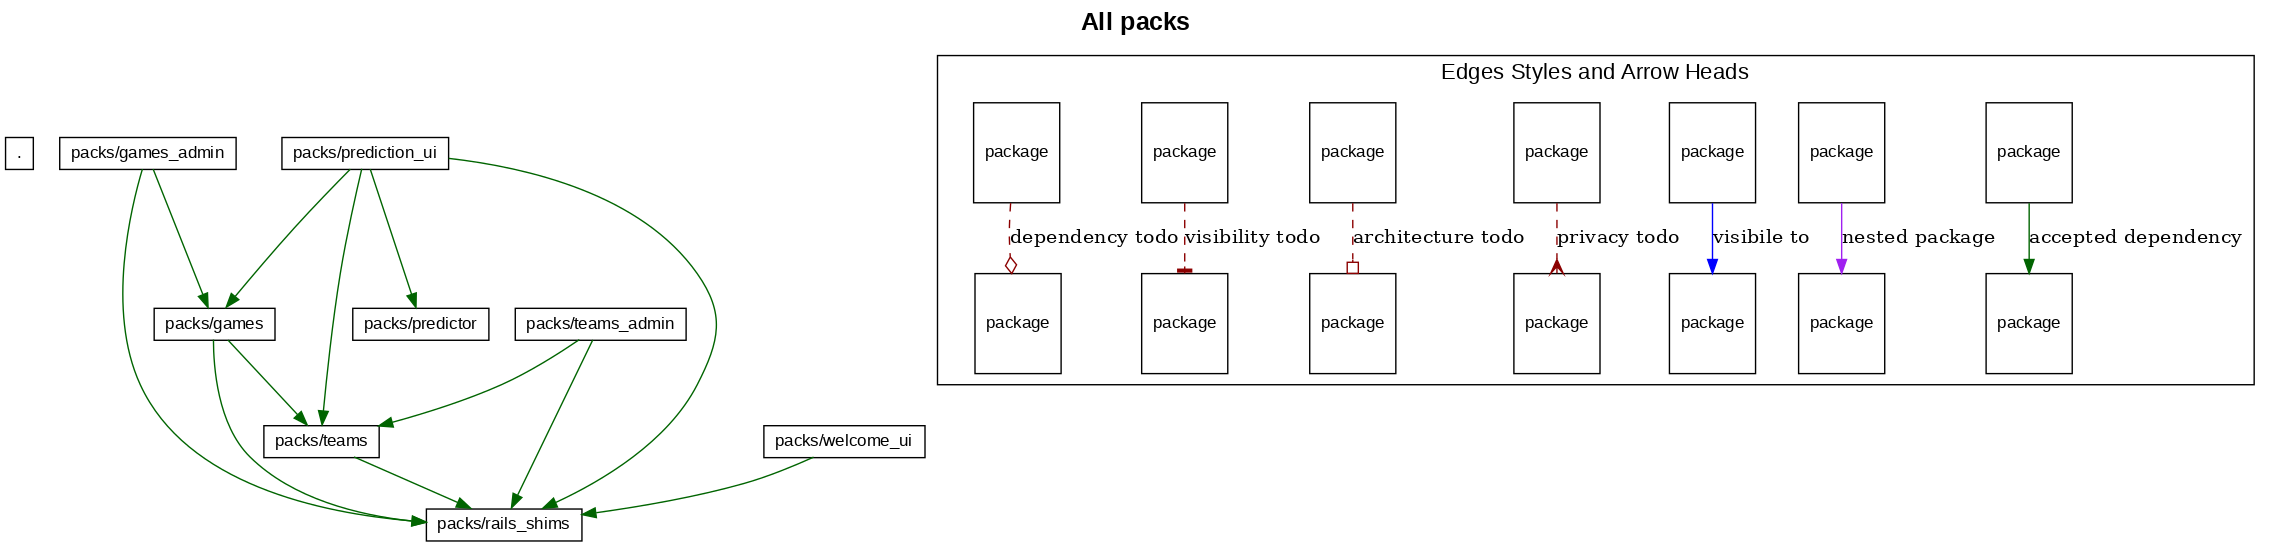 All packs
Edges Styles and Arrow Heads
.
packs/games_admin
packs/prediction_ui
packs/games
packs/predictor
packs/teams_admin
packs/teams
packs/welcome_ui
packs/rails_shims
package
package
package
package
package
package
package
dependency todo
visibility todo
architecture todo
privacy todo
visibile to
nested package
accepted dependency
package
package
package
package
package
package
package